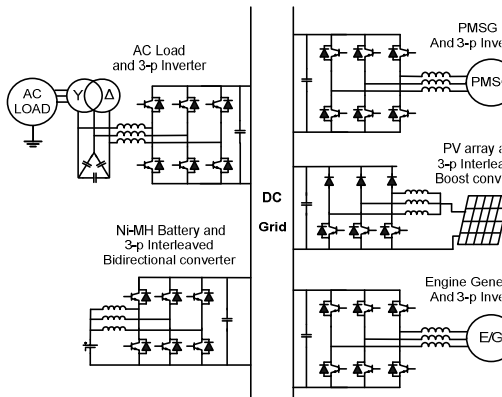 AC Load
and 3-p Inverter
AC
LOAD
Y
Δ
Ni-MH Battery and
3-p Interleaved
Bidirectional converter
DC
Grid
PMSG
And 3-p Inve
PMSG
PV array a
3-p Interlea
Boost conv
Engine Gene
And 3-p Inve
E/G